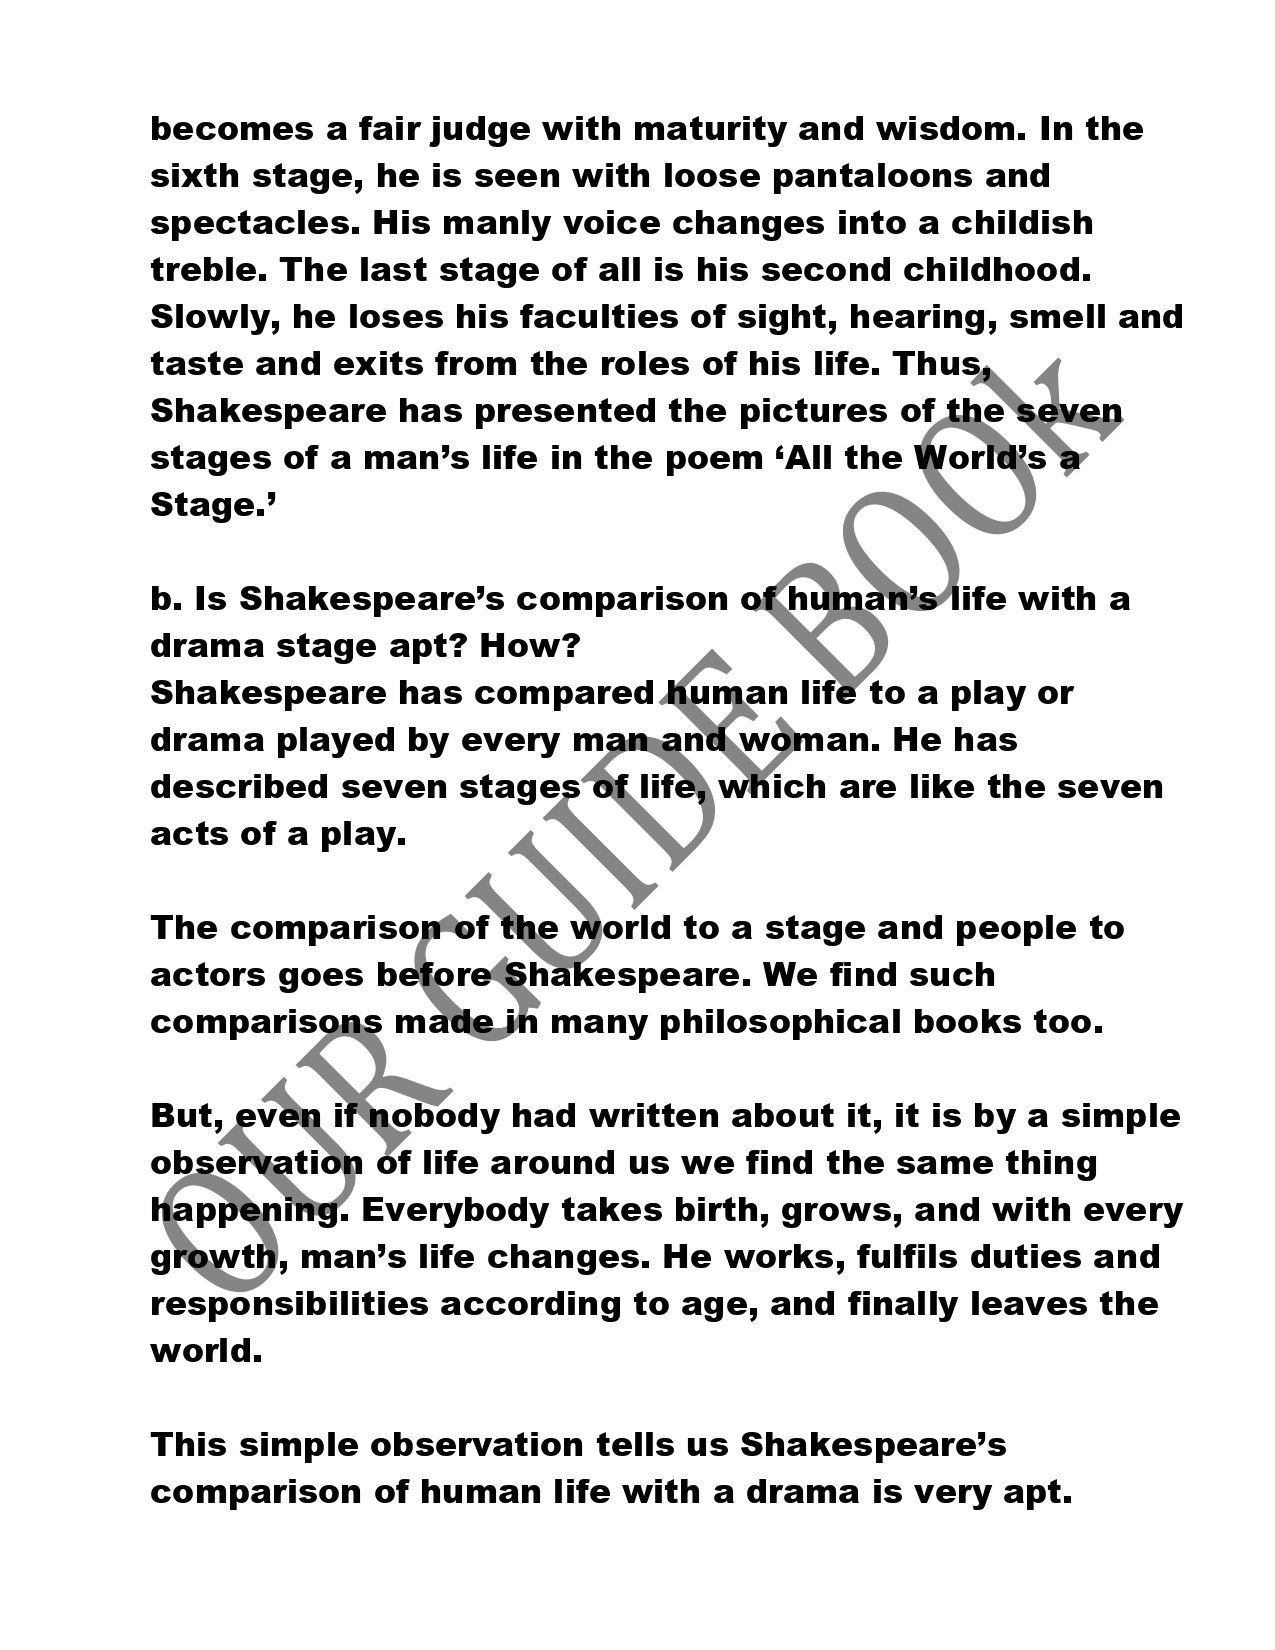 becomes a fair judge with maturity and wisdom. In the
sixth stage, he is seen with loose pantaloons and
spectacles. His manly voice changes into a childish
treble. The last stage of all is his second childhood.
Slowly, he loses his faculties of sight, hearing, smell and
taste and exits from the roles of his life. Thus,
Shakespeare has presented the pictures of the seven
stages of a man’s life in the poem ‘All the World’s a
Stage.’
b. Is Shakespeare’s comparison of human’s life with a
drama stage apt? How?
Shakespeare has compared human life to a play or
drama played by every man and woman. He has
described seven stages of life, which are like the seven
acts of a play.
The comparison of the world to a stage and people to
actors goes before Shakespeare. We find such
comparisons made in many philosophical books too.
But, even if nobody had written about it, it is by a simple
observation of life around us we find the same thing
happening. Everybody takes birth, grows, and with every
growth, man’s life changes. He works, fulfils duties and
responsibilities according to age, and finally leaves the
world.
This simple observation tells us Shakespeare’s
comparison of human life with a drama is very apt.
OUR GUIDE BOOk